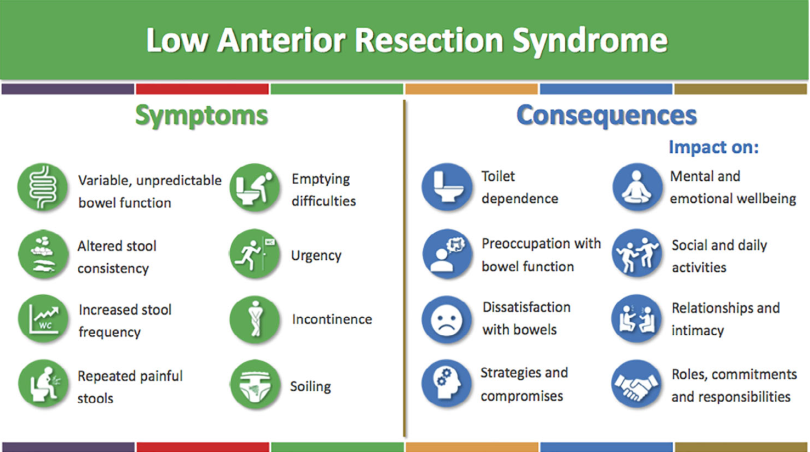 Low Anterior Resection Syndrome
Symptoms
Variable, unpredictable
bowel function
Altered stool
consistency
WC
Increased stool
frequency
Repeated painful
stools
Emptying
difficulties
Urgency
Incontinence
Soiling
Consequences
Toilet
dependence
Preoccupation with
bowel function
Dissatisfaction
with bowels
Strategies and
compromises
Impact on:
Mental and
emotional wellbeing
Social and daily
activities
Relationships and
intimacy
Roles, commitments
and responsibilities